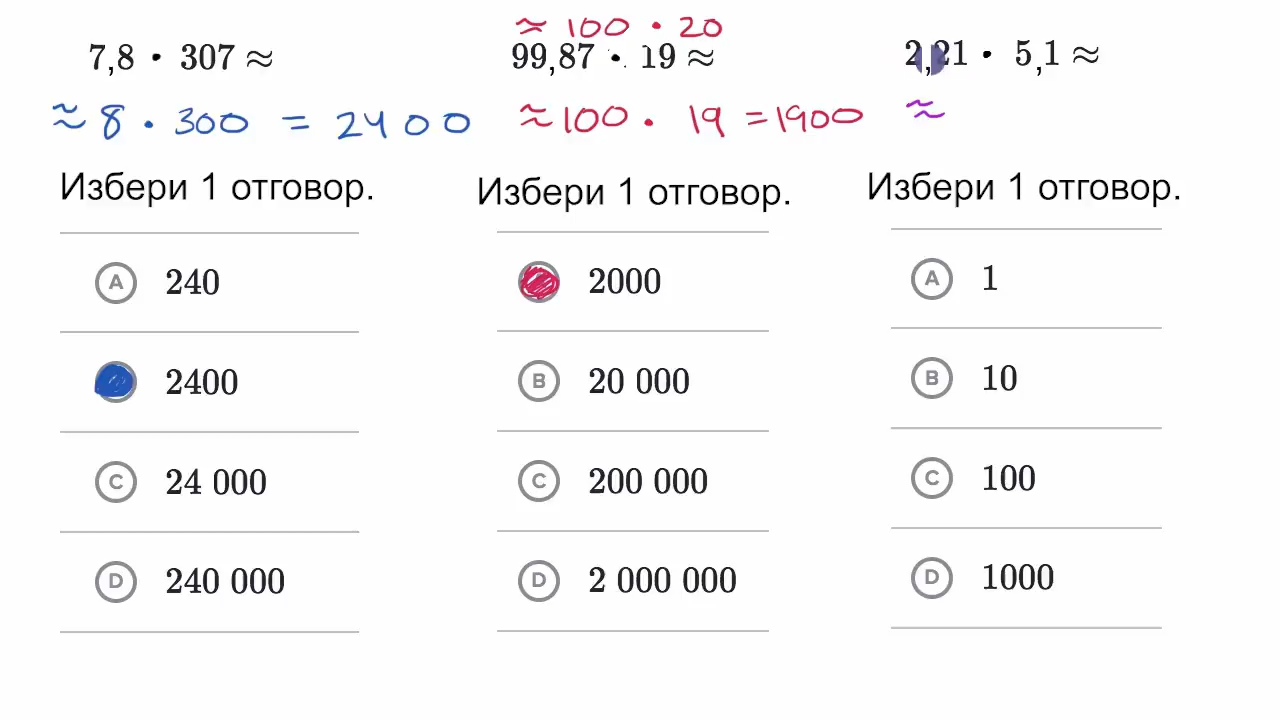 7,8 · 307 ≈
≈ 8 · 300 = 2400
Избери 1 отговор.
A 240
2400
C 24 000
D 240 000
≈ 100 · 20
99,87 · 19 ≈
≈ 100 · 19 = 1900
Избери 1 отговор.
2000
B 20 000
C 200 000
D 2 000 000
2,21 · 5,1 ≈
≈
Избери 1 отговор.
A 1
B 10
C 100
D 1000